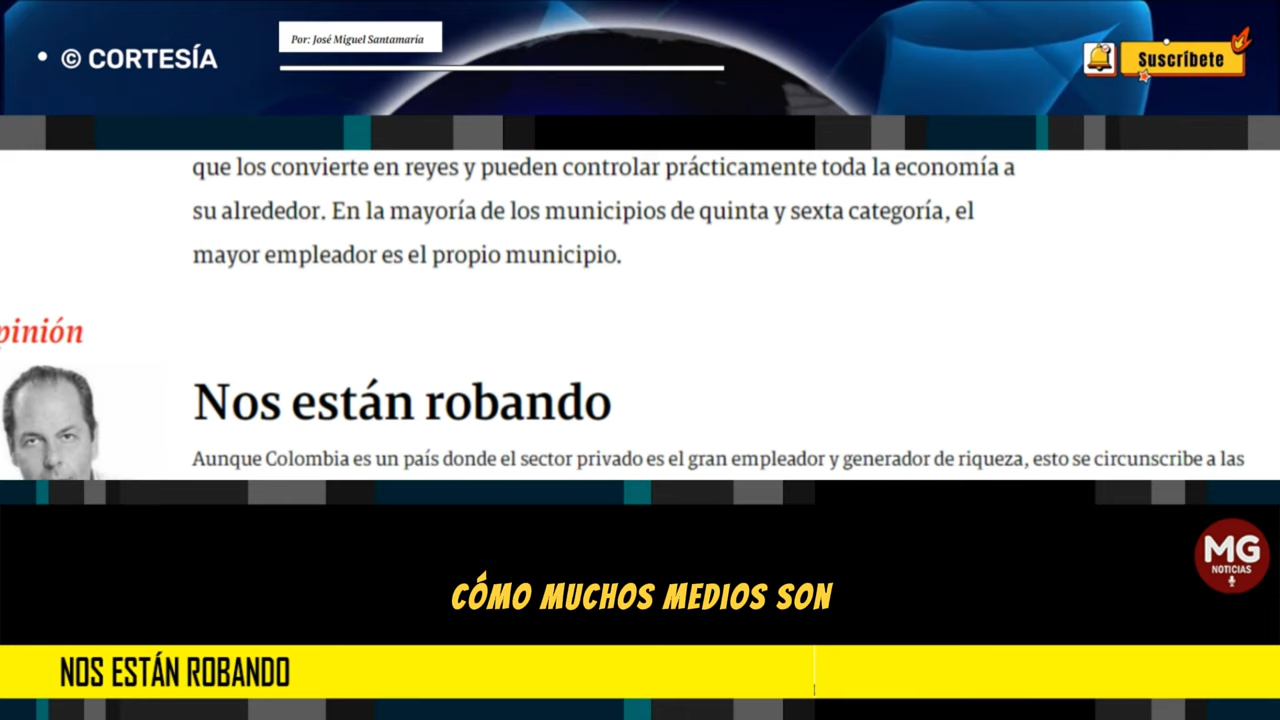 • © CORTESÍA
Por: José Miguel Santamaría
Suscríbete
que los convierte en reyes y pueden controlar prácticamente toda la economía a
su alrededor. En la mayoría de los municipios de quinta y sexta categoría, el
mayor empleador es el propio municipio.
pinión
Nos están robando
Aunque Colombia es un país donde el sector privado es el gran empleador y generador de riqueza, esto se circunscribe a las
MG
NOTICIAS
CÓMO MUCHOS MEDIOS SON
NOS ESTÁN ROBANDO